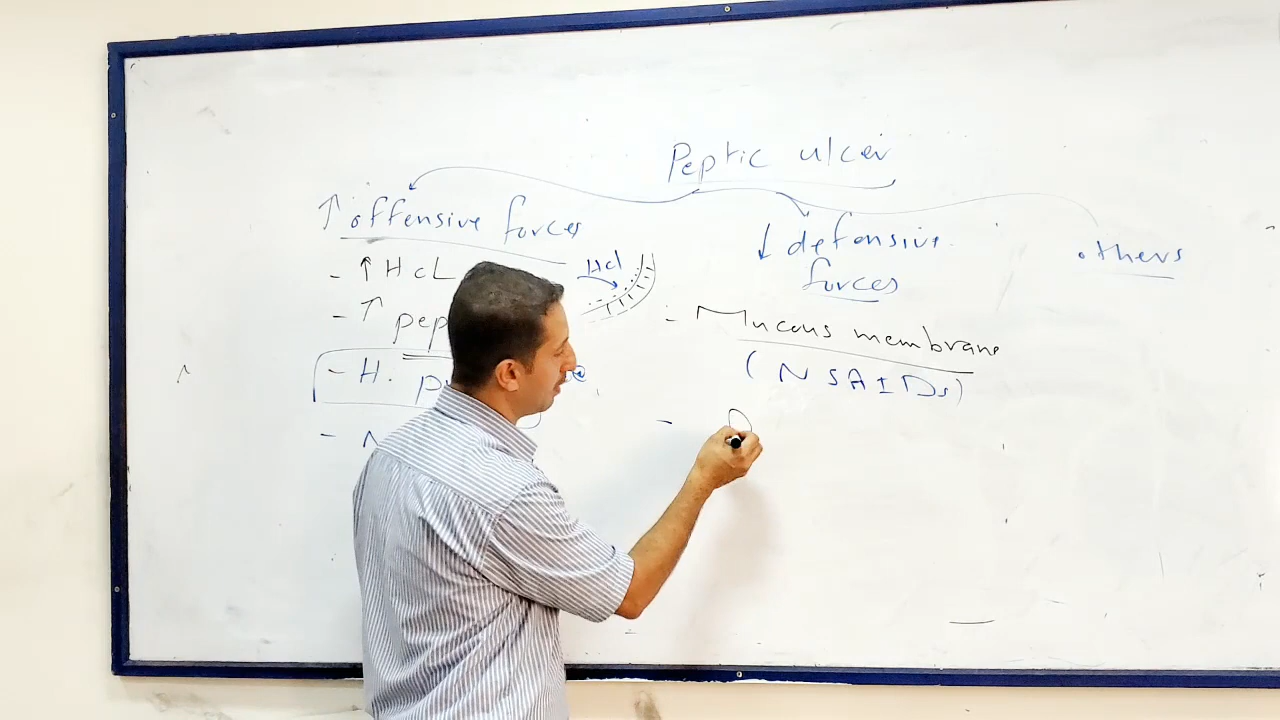 Peptic ulcer
↑ offensive forces
- ↑ HcL
- ↑ pep
- H. p
- N
Hcl
↓ defensive
forces
- Mucous membrane
(NSAIDs)
-
others